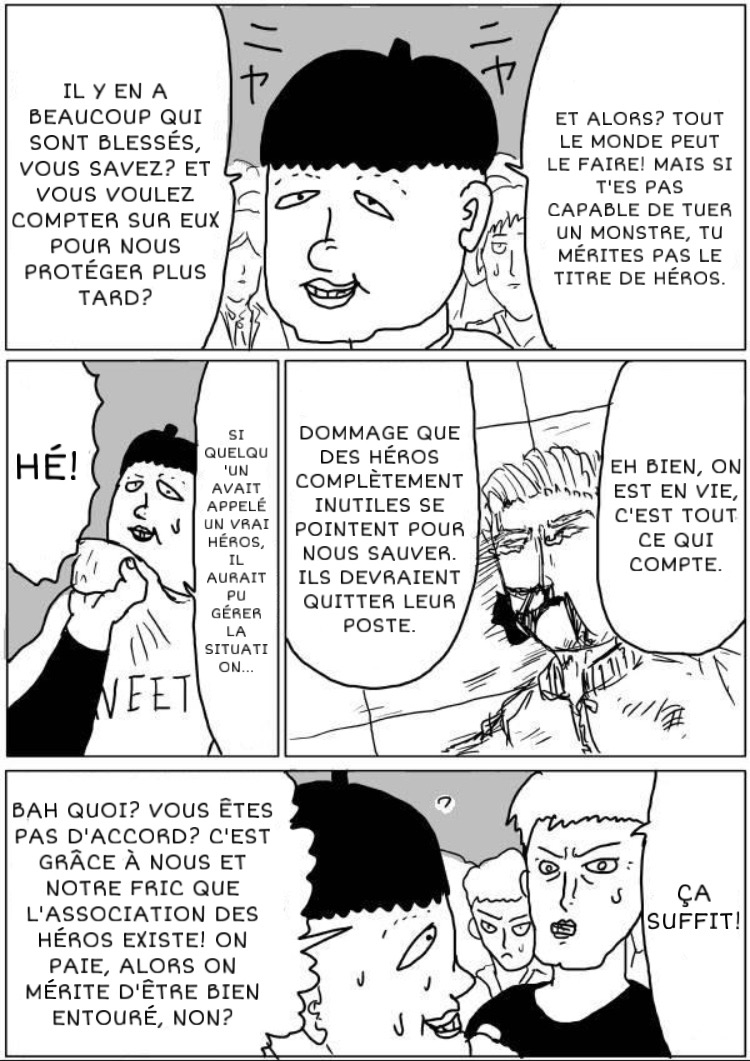 ET ALORS? TOUT
LE MONDE PEUT
LE FAIRE! MAIS SI
T'ES PAS
CAPABLE DE TUER
UN MONSTRE, TU
MÉRITES PAS LE
TITRE DE HÉROS.
ニヤ
ニヤ
IL Y EN A
BEAUCOUP QUI
SONT BLESSÉS,
VOUS SAVEZ? ET
VOUS VOULEZ
COMPTER SUR EUX
POUR NOUS
PROTÉGER PLUS
TARD?
EH BIEN, ON
EST EN VIE,
C'EST TOUT
CE QUI
COMPTE.
DOMMAGE QUE
DES HÉROS
COMPLÈTEMENT
INUTILES SE
POINTENT POUR
NOUS SAUVER.
ILS DEVRAIENT
QUITTER LEUR
POSTE.
SI
QUELQU
'UN
AVAIT
APPELÉ
UN VRAI
HÉROS,
IL
AURAIT
PU
GÉRER
LA
SITUATI
ON...
HÉ!
VEET
ÇA
SUFFIT!
BAH QUOI? VOUS ÊTES
PAS D'ACCORD? C'EST
GRÂCE À NOUS ET
NOTRE FRIC QUE
L'ASSOCIATION DES
HÉROS EXISTE! ON
PAIE, ALORS ON
MÉRITE D'ÊTRE BIEN
ENTOURÉ, NON?